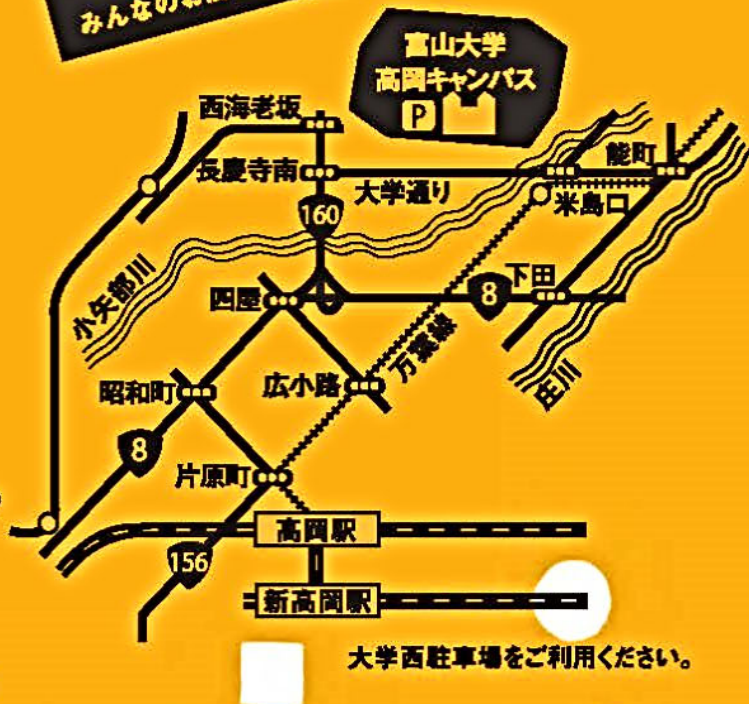 みんなのお
富山大学
高岡キャンパス
P
西海老坂
長慶寺南
能町
大学通り
米島口
160
小矢部川
四屋
8
下田
万葉線
庄川
昭和町
広小路
8
片原町
高岡駅
156
新高岡駅
大学西駐車場をご利用ください。